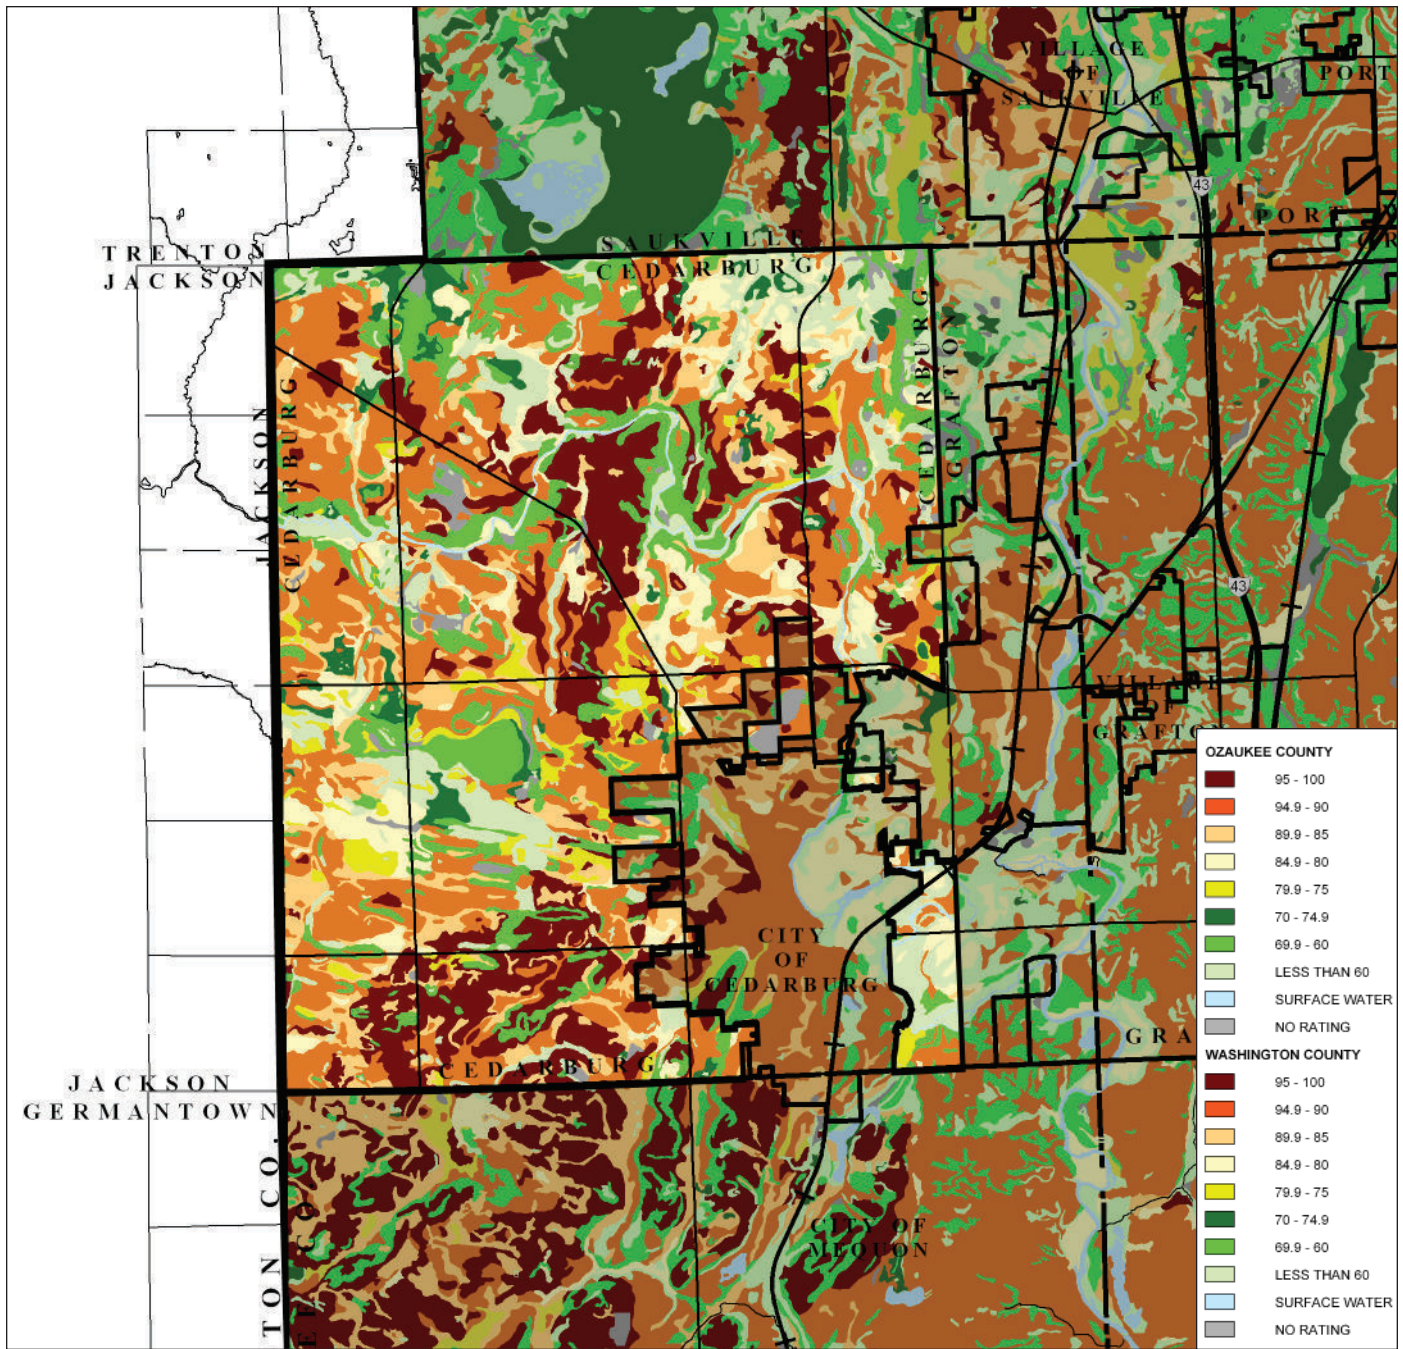 VILLAGE
OF
SAUKVILLE
PORT
43
PORT
TRENTON
JACKSON
SAUKVILLE
CEDARBURG
CEDARBURG
GRAFTON
JACKSON
CEDARBURG
43
VILLAGE
OF
GRAFTON
CITY
OF
CEDARBURG
GRA
CEDARBURG
JACKSON
GERMANTOWN
CITY OF
MEQUON
TON CO.
EE CO.
OZAUKEE COUNTY
95 - 100
94.9 - 90
89.9 - 85
84.9 - 80
79.9 - 75
70 - 74.9
69.9 - 60
LESS THAN 60
SURFACE WATER
NO RATING
WASHINGTON COUNTY
95 - 100
94.9 - 90
89.9 - 85
84.9 - 80
79.9 - 75
70 - 74.9
69.9 - 60
LESS THAN 60
SURFACE WATER
NO RATING